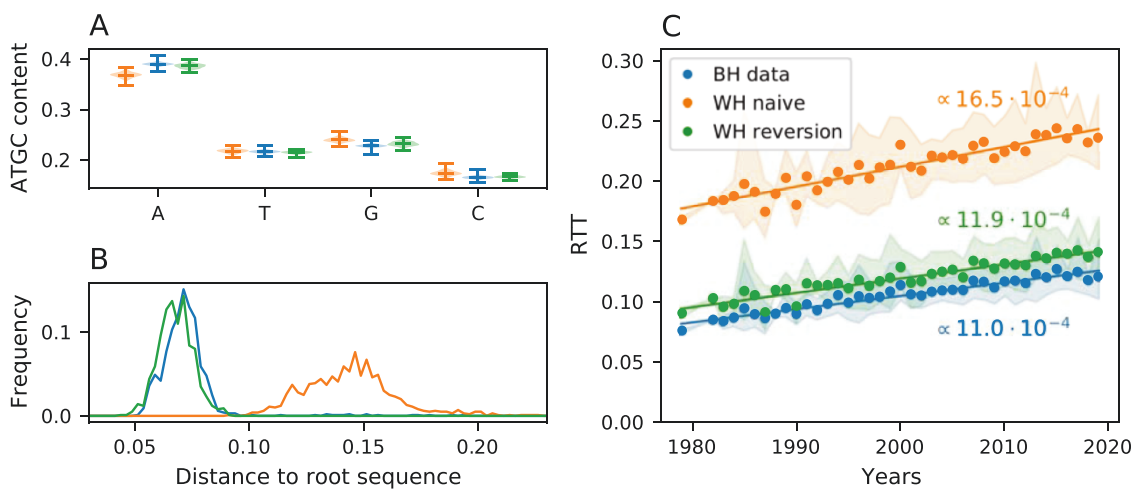 A
ATGC content
0.4
0.3
0.2
A T G C
B
Frequency
0.1
0.0
0.05 0.10 0.15 0.20
Distance to root sequence
C
RTT
0.30
0.25
0.20
0.15
0.10
0.05
0.00
BH data
WH naive
WH reversion
∝ 16.5 · 10⁻⁴
∝ 11.9 · 10⁻⁴
∝ 11.0 · 10⁻⁴
1980 1990 2000 2010 2020
Years